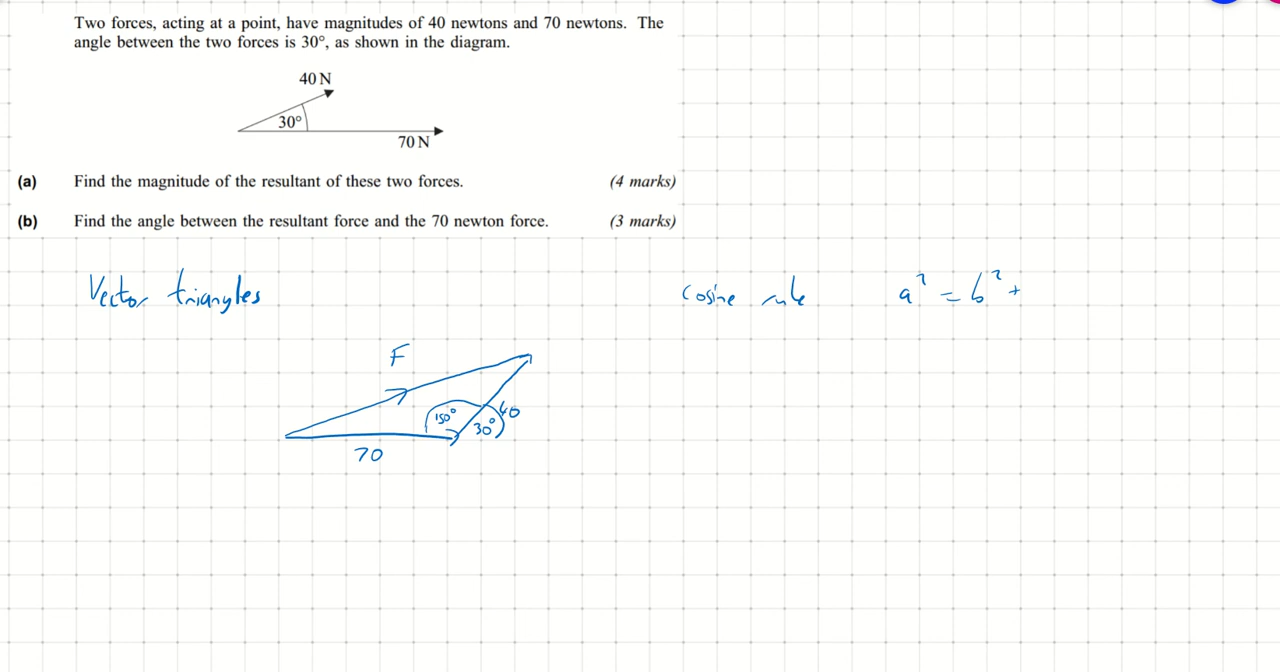 Two forces, acting at a point, have magnitudes of 40 newtons and 70 newtons. The
angle between the two forces is 30°, as shown in the diagram.
40 N
30°
70 N
(a) Find the magnitude of the resultant of these two forces. (4 marks)
(b) Find the angle between the resultant force and the 70 newton force. (3 marks)
Vector triangles
cosine rule a² = b² +
F
150°
40
30°
70